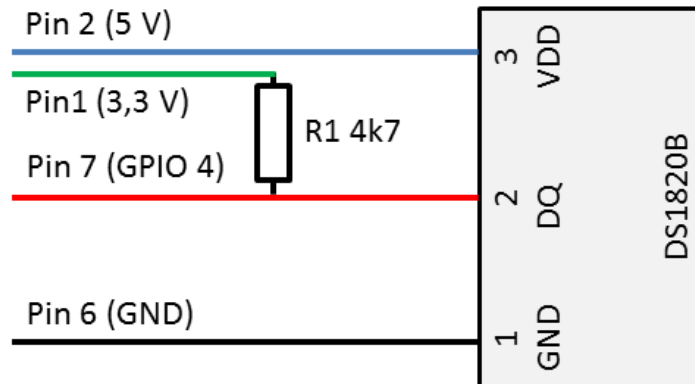 Pin 2 (5 V)
Pin1 (3,3 V)
R1 4k7
Pin 7 (GPIO 4)
Pin 6 (GND)
3
VDD
2
DQ
1
GND
DS1820B